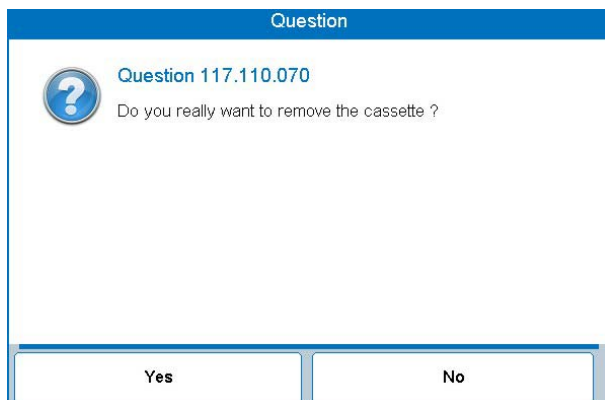 Question
Question 117.110.070
Do you really want to remove the cassette ?
Yes
No